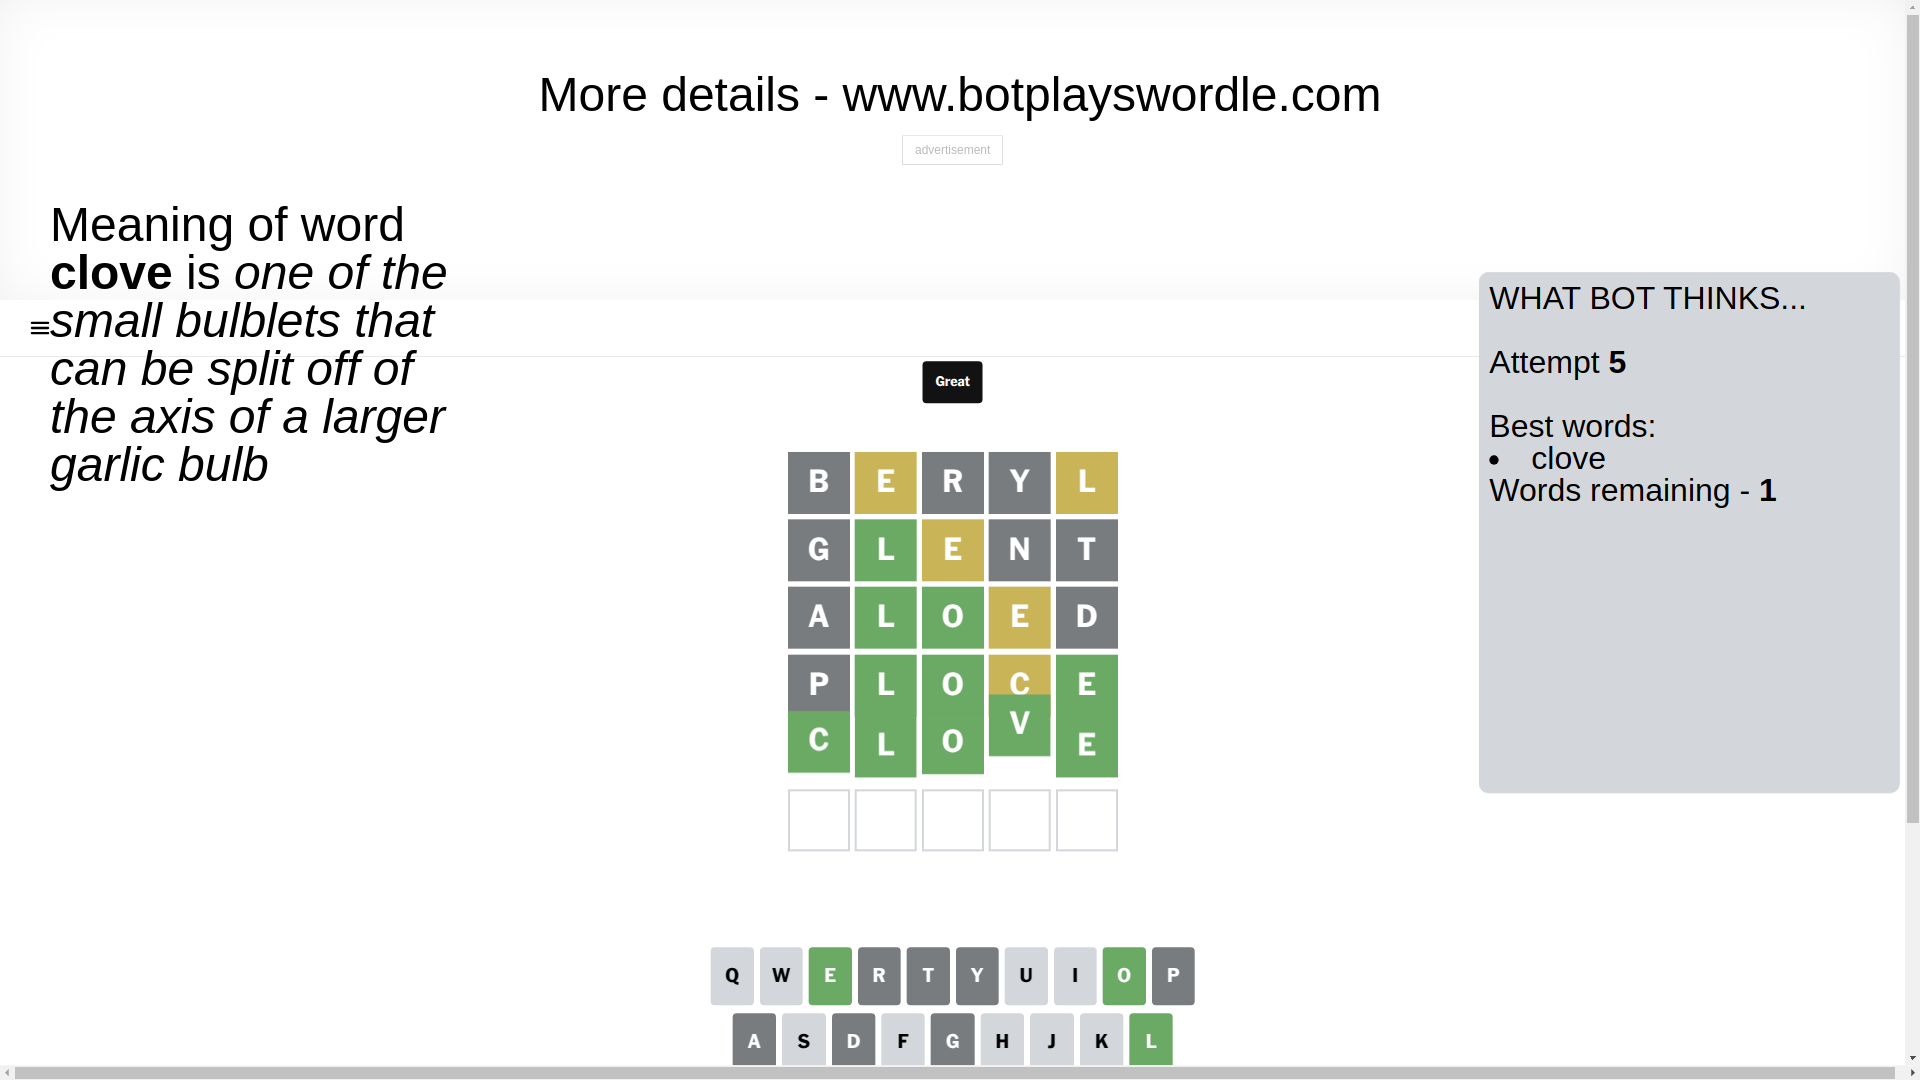 More details - www.botplayswordle.com
advertisement
Meaning of word
clove is one of the
small bulblets that
can be split off of
the axis of a larger
garlic bulb
WHAT BOT THINKS...
Attempt 5
Best words:
• clove
Words remaining - 1
Great
B E R Y L
G L E N T
A L O E D
P L O C E
C L O V E
Q W E R T Y U I O P
A S D F G H J K L